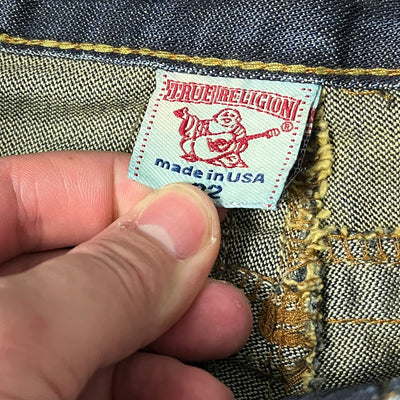 TRUE RELIGION
®
made in USA